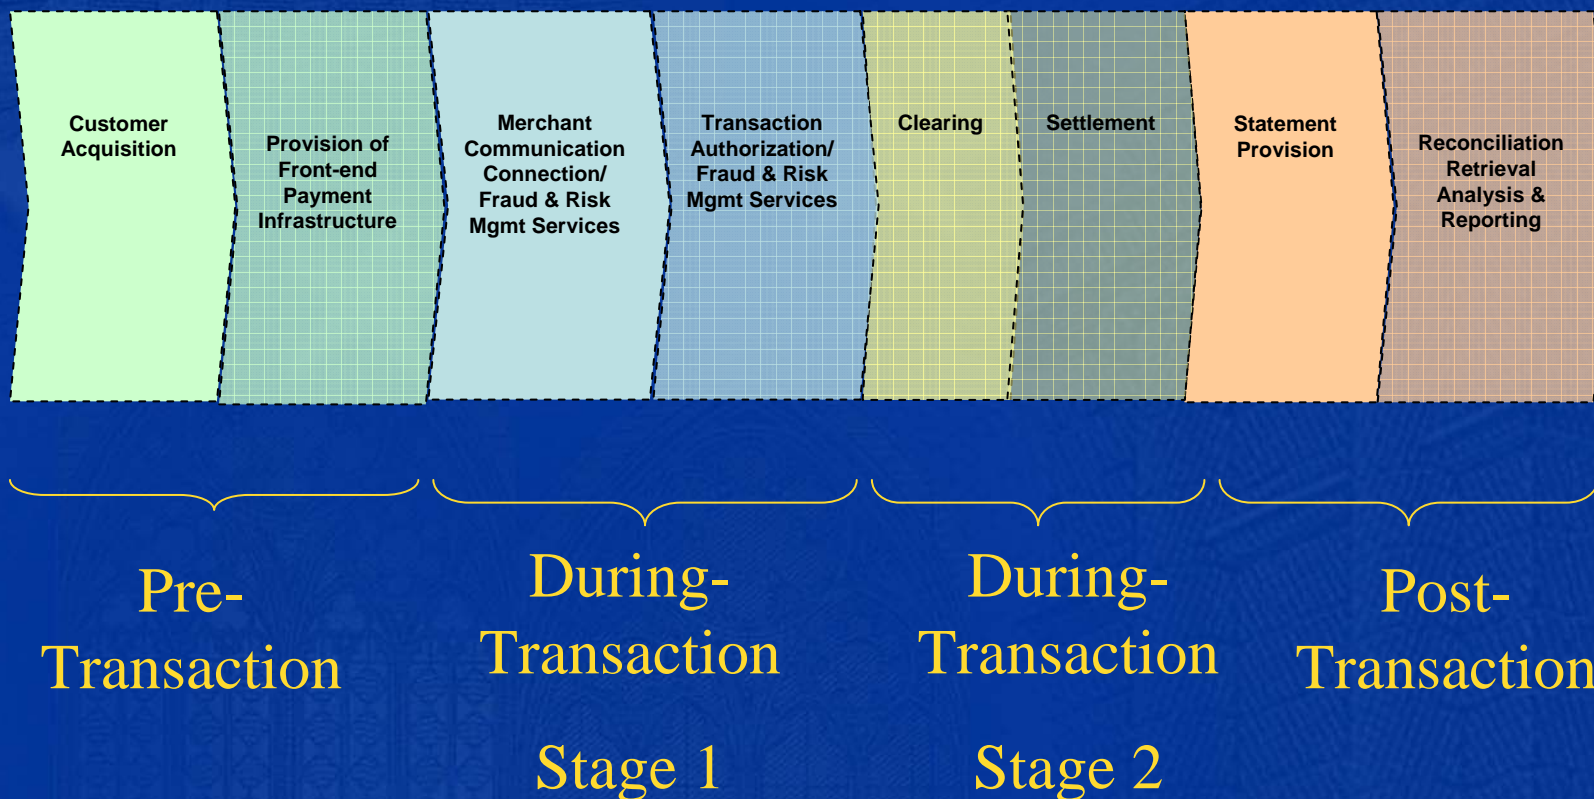 Customer
Acquisition
Provision of
Front-end
Payment
Infrastructure
Merchant
Communication
Connection/
Fraud & Risk
Mgmt Services
Transaction
Authorization/
Fraud & Risk
Mgmt Services
Clearing
Settlement
Statement
Provision
Reconciliation
Retrieval
Analysis &
Reporting
Pre-
Transaction
During-
Transaction
Stage 1
During-
Transaction
Stage 2
Post-
Transaction